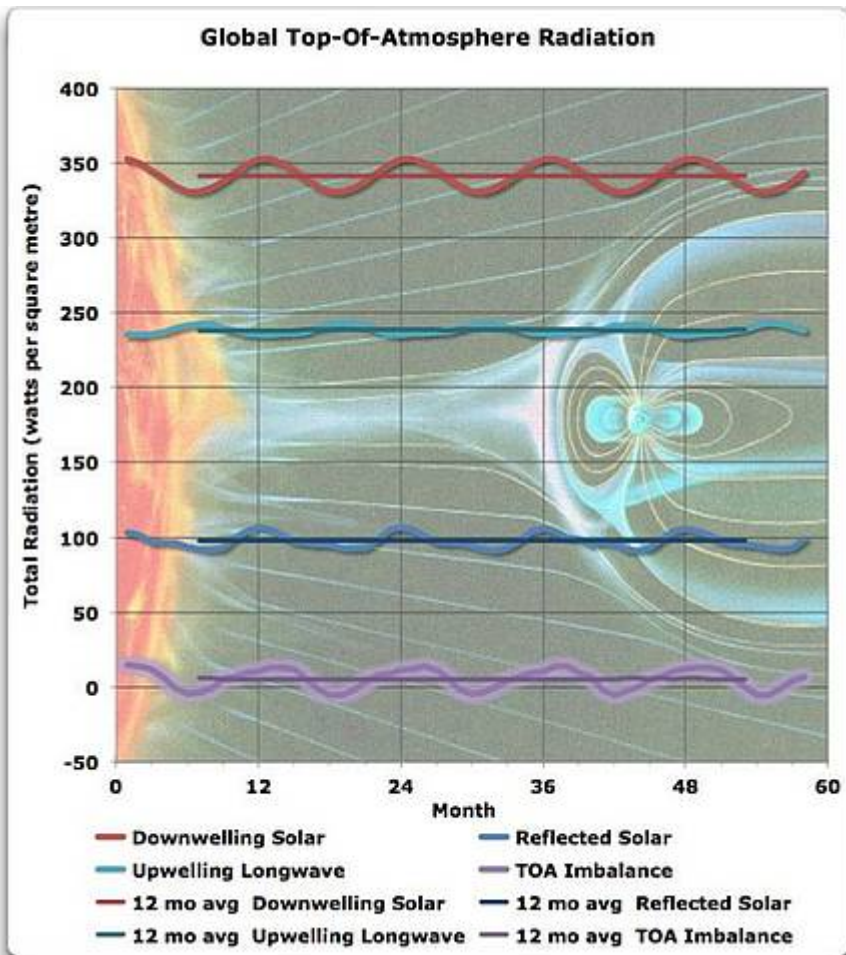 Global Top-Of-Atmosphere Radiation
Total Radiation (watts per square metre)
400
350
300
250
200
150
100
50
0
-50
0 12 24 36 48 60
Month
Downwelling Solar Reflected Solar
Upwelling Longwave TOA Imbalance
12 mo avg Downwelling Solar 12 mo avg Reflected Solar
12 mo avg Upwelling Longwave 12 mo avg TOA Imbalance